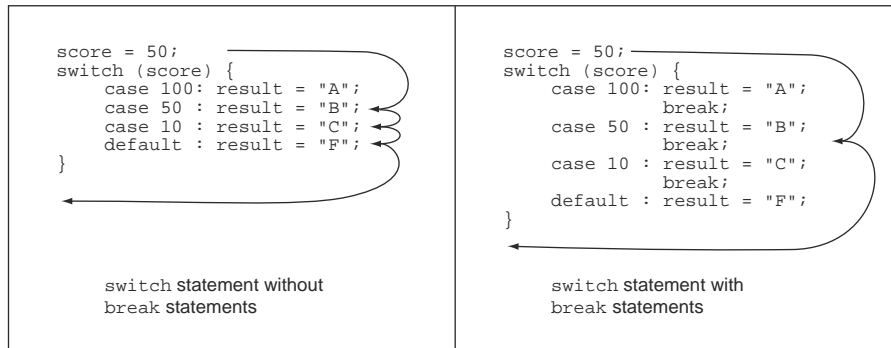 score = 50;
switch (score) {
    case 100: result = "A";
    case 50 : result = "B";
    case 10 : result = "C";
    default : result = "F";
}
switch statement without
break statements
score = 50;
switch (score) {
    case 100: result = "A";
              break;
    case 50 : result = "B";
              break;
    case 10 : result = "C";
              break;
    default : result = "F";
}
switch statement with
break statements